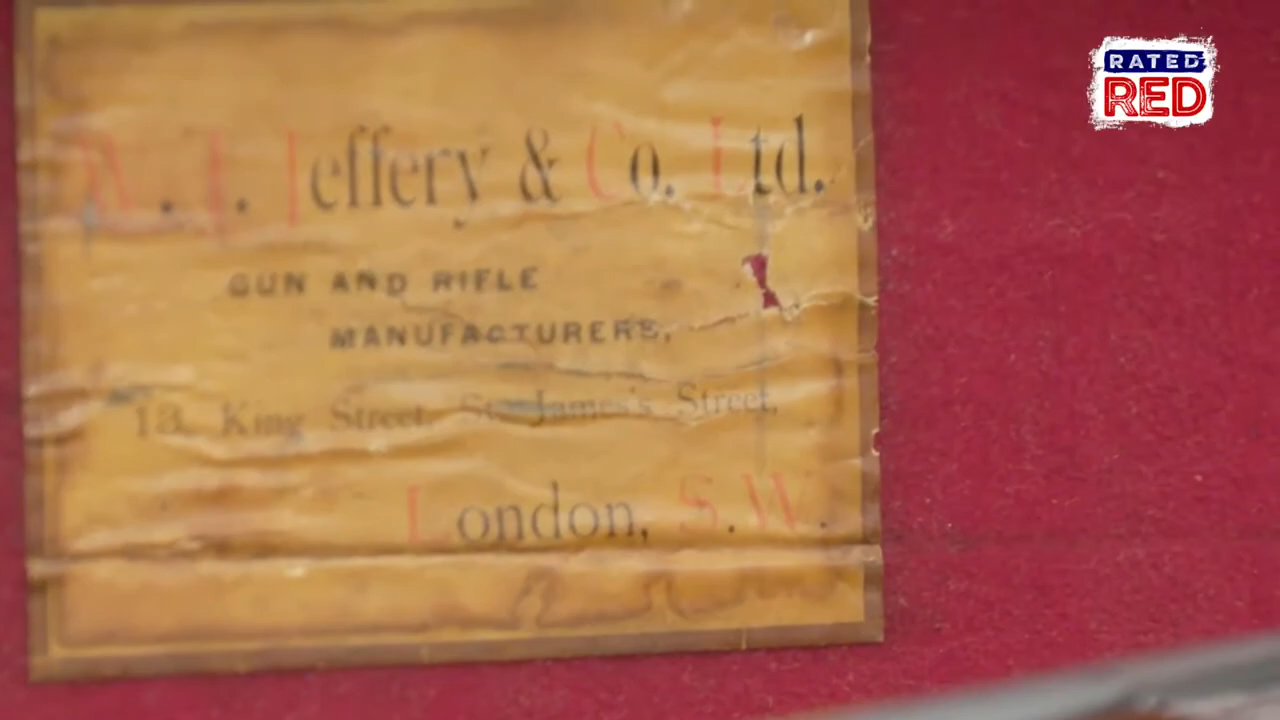 W. J. Jeffery & Co. Ltd.
GUN AND RIFLE
MANUFACTURERS,
13, King Street, St. James's Street,
London, S.W.
RATED
RED